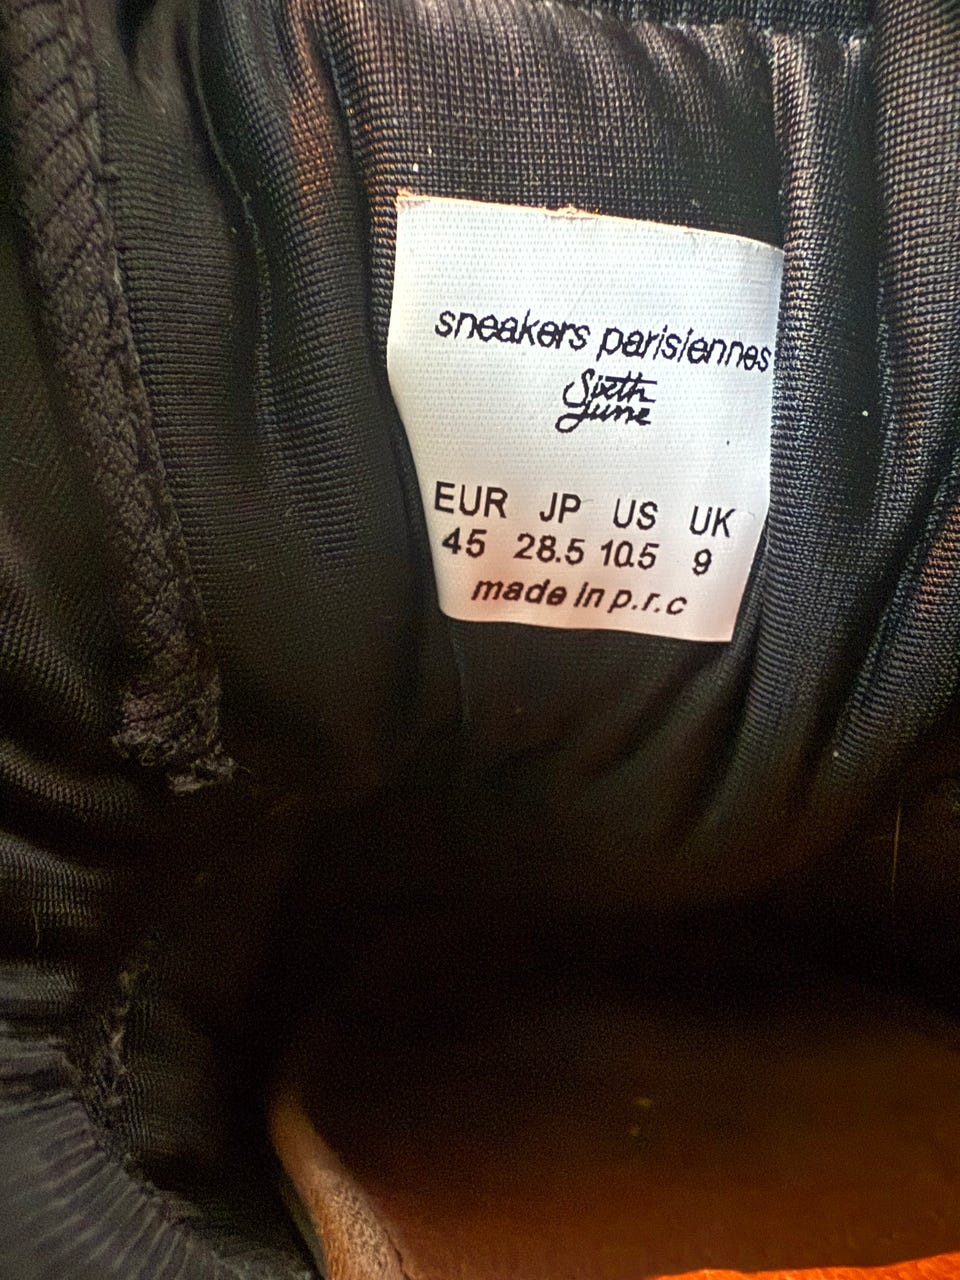 sneakers parisiennes
Sixth
June
EUR JP US UK
45 28.5 10.5 9
made in p.r.c